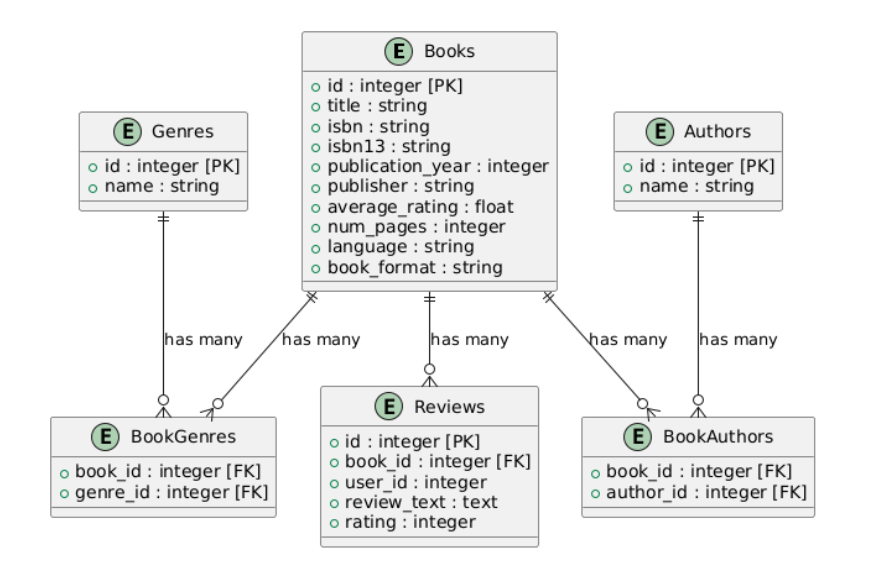 E Books
id : integer [PK]
title : string
isbn : string
isbn13 : string
publication_year : integer
publisher : string
average_rating : float
num_pages : integer
language : string
book_format : string
E Genres
id : integer [PK]
name : string
E Authors
id : integer [PK]
name : string
has many
has many
has many
has many
has many
E BookGenres
book_id : integer [FK]
genre_id : integer [FK]
E Reviews
id : integer [PK]
book_id : integer [FK]
user_id : integer
review_text : text
rating : integer
E BookAuthors
book_id : integer [FK]
author_id : integer [FK]